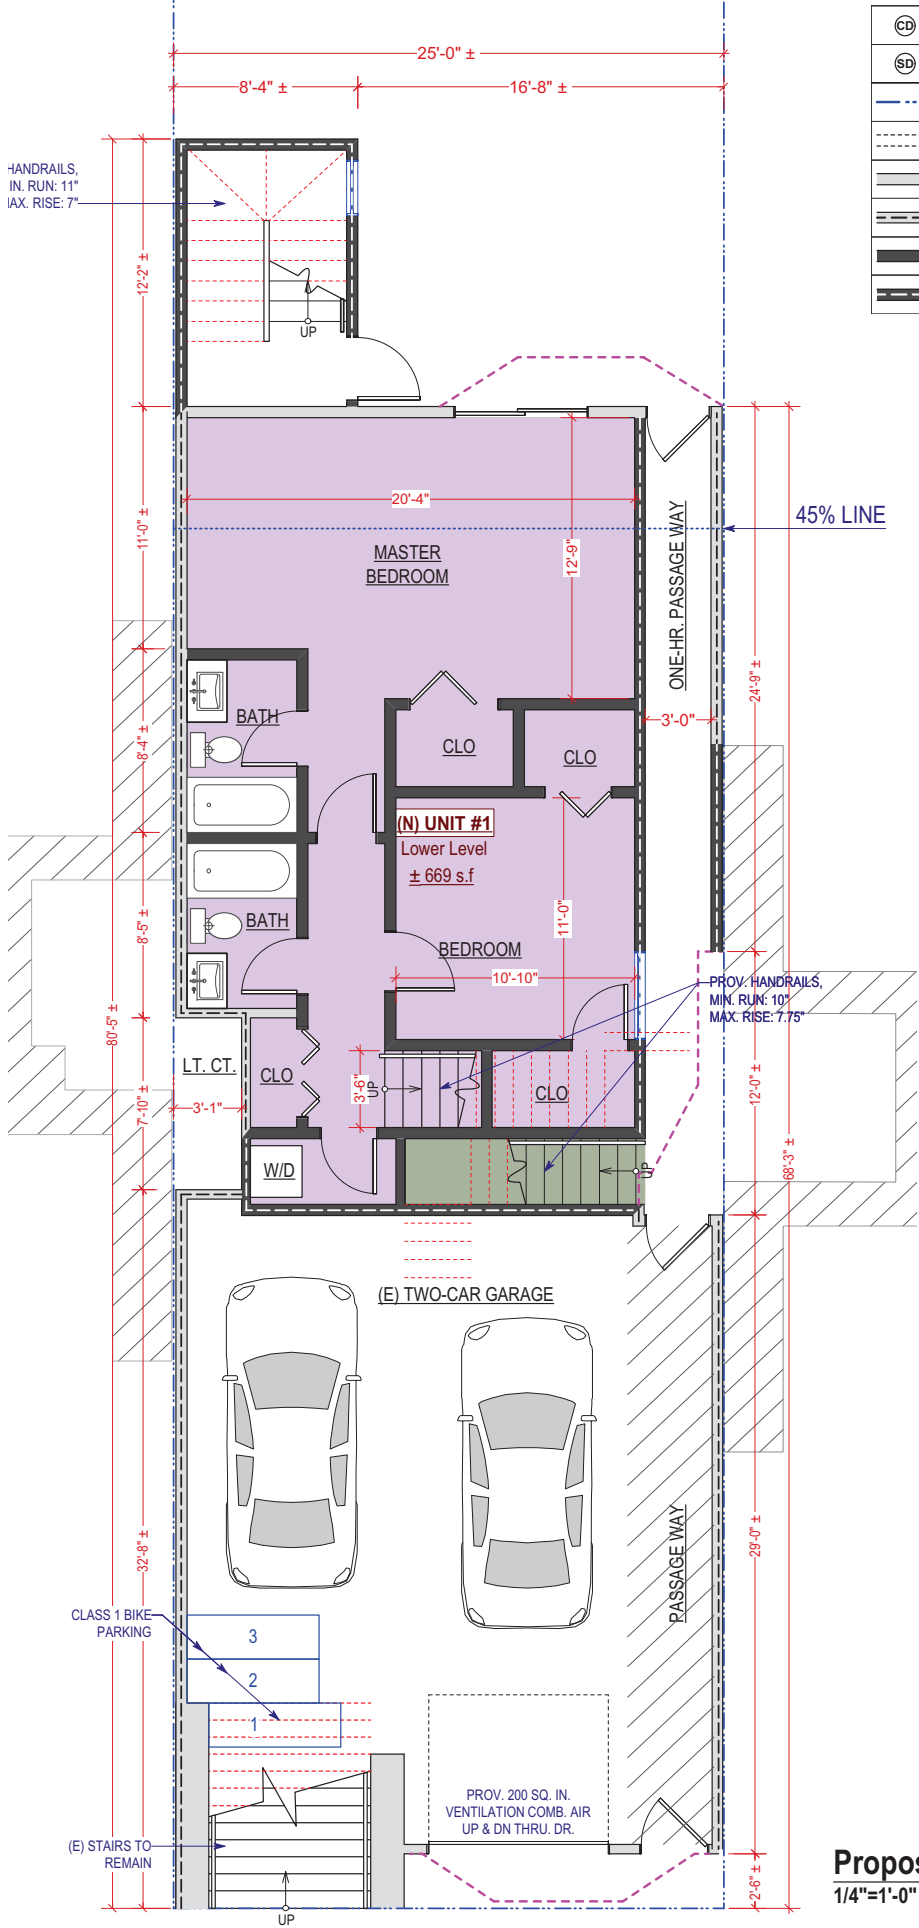 25'-0" ±
8'-4" ±
16'-8" ±
CD
SD
HANDRAILS,
IN. RUN: 11"
AX. RISE: 7"
12'-2" ±
UP
20'-4"
45% LINE
11'-0" ±
MASTER
BEDROOM
12'-9"
ONE-HR. PASSAGE WAY
24'-9" ±
3'-0"
BATH
8'-4" ±
CLO
CLO
(N) UNIT #1
Lower Level
± 669 s.f
11'-0"
BATH
8'-5" ±
BEDROOM
10'-10"
PROV. HANDRAILS,
MIN. RUN: 10"
MAX. RISE: 7.75"
80'-5" ±
LT. CT.
CLO
3'-6"
UP
CLO
7'-10" ±
3'-1"
12'-0" ±
68'-3" ±
W/D
UP
(E) TWO-CAR GARAGE
32'-8" ±
PASSAGE WAY
29'-0" ±
CLASS 1 BIKE
PARKING
3
2
1
PROV. 200 SQ. IN.
VENTILATION COMB. AIR
UP & DN THRU. DR.
(E) STAIRS TO
REMAIN
UP
2'-6" ±
Propos
1/4"=1'-0"